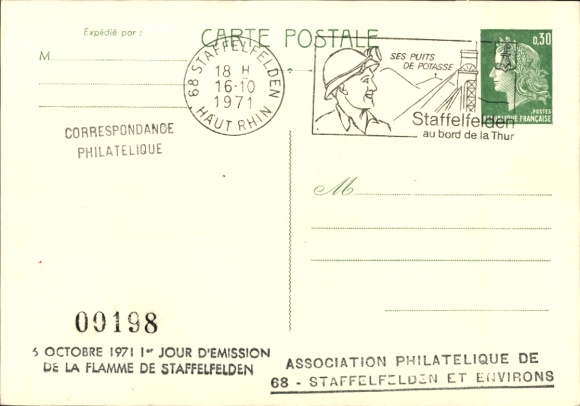 Expédié par :
CARTE POSTALE
0,30
M
68 STAFFELFELDEN
18 H
16-10
1971
HAUT RHIN
SES PUITS
DE POTASSE
Staffelfelden
au bord de la Thur
POSTES
RÉPUBLIQUE FRANÇAISE
CORRESPONDANCE
PHILATELIQUE
M
00198
OCTOBRE 1971 1er JOUR D'EMISSION
DE LA FLAMME DE STAFFELFELDEN
ASSOCIATION PHILATELIQUE DE
68 - STAFFELFELDEN ET ENVIRONS